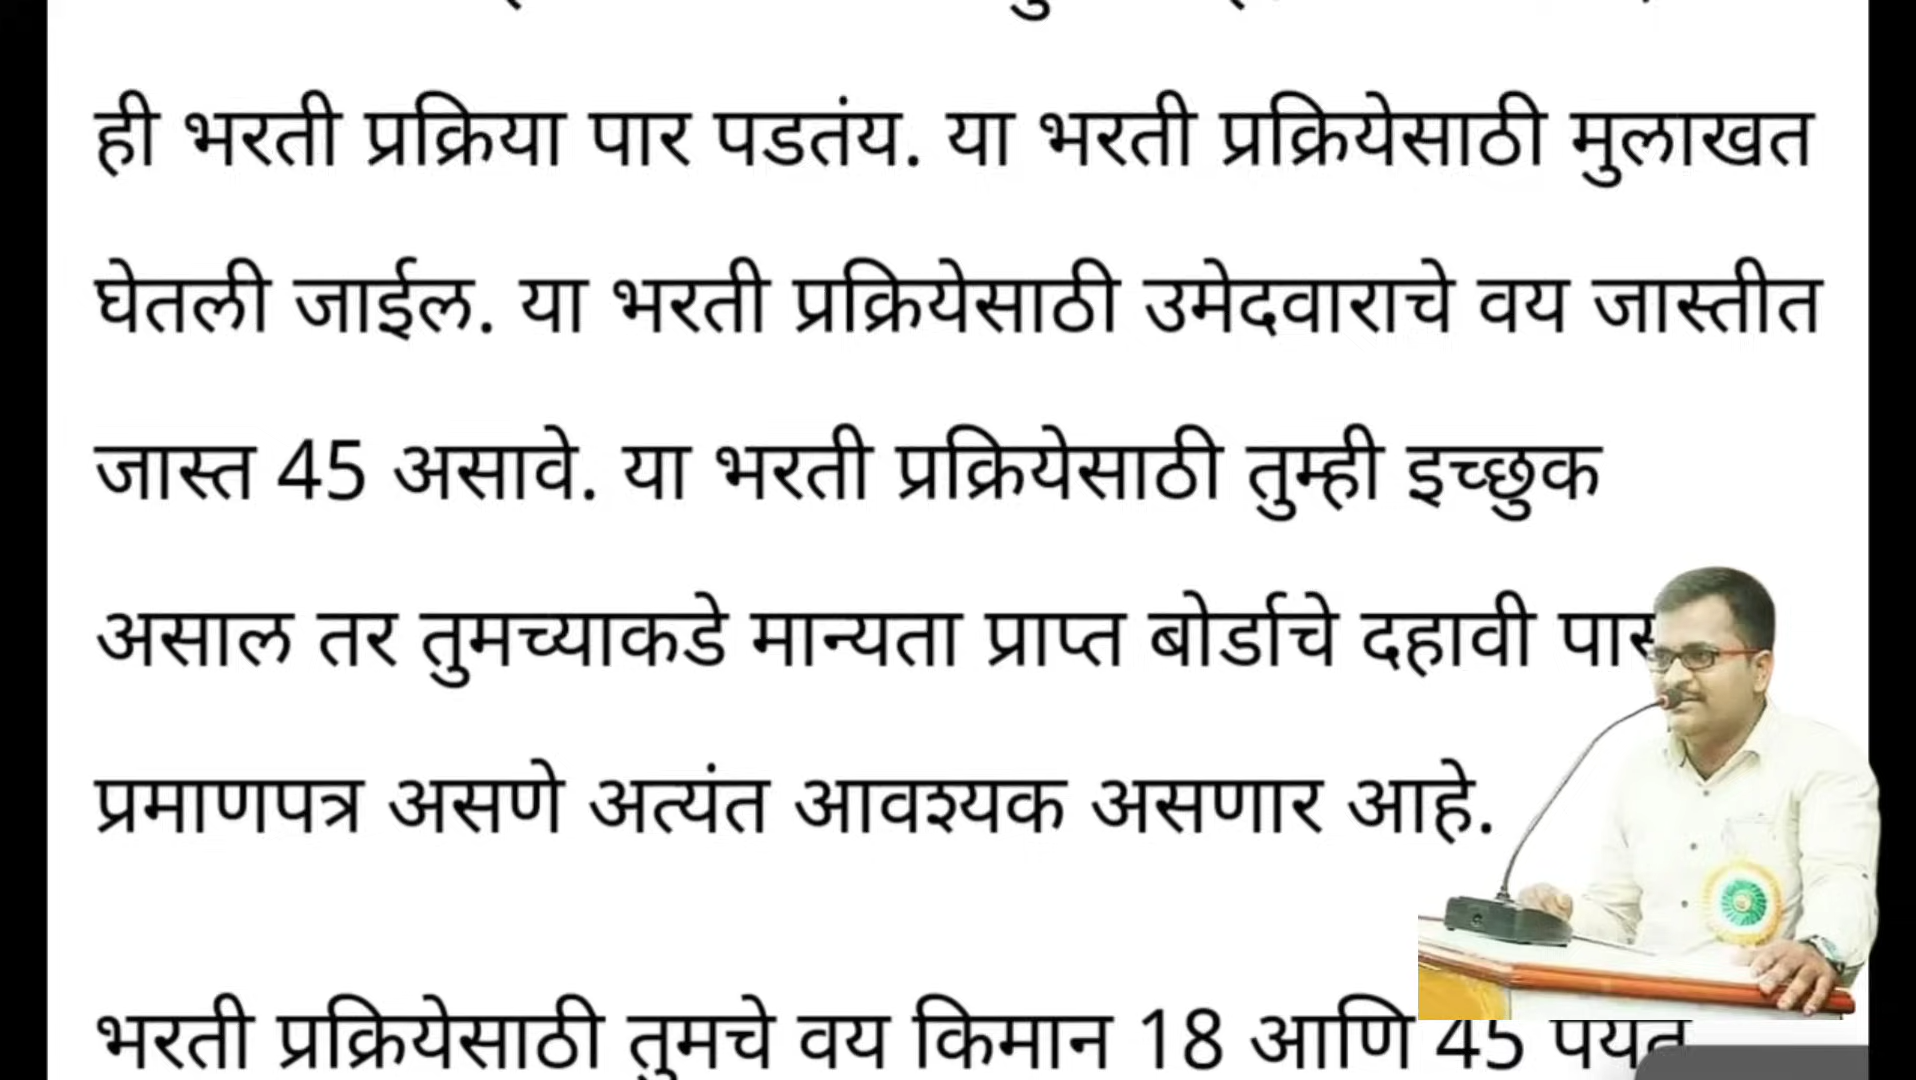 ही भरती प्रक्रिया पार पडतंय. या भरती प्रक्रियेसाठी मुलाखत
घेतली जाईल. या भरती प्रक्रियेसाठी उमेदवाराचे वय जास्तीत
जास्त 45 असावे. या भरती प्रक्रियेसाठी तुम्ही इच्छुक
असाल तर तुमच्याकडे मान्यता प्राप्त बोर्डाचे दहावी पास
प्रमाणपत्र असणे अत्यंत आवश्यक असणार आहे.
भरती प्रक्रियेसाठी तुमचे वय किमान 18 आणि 45 पर्यंत